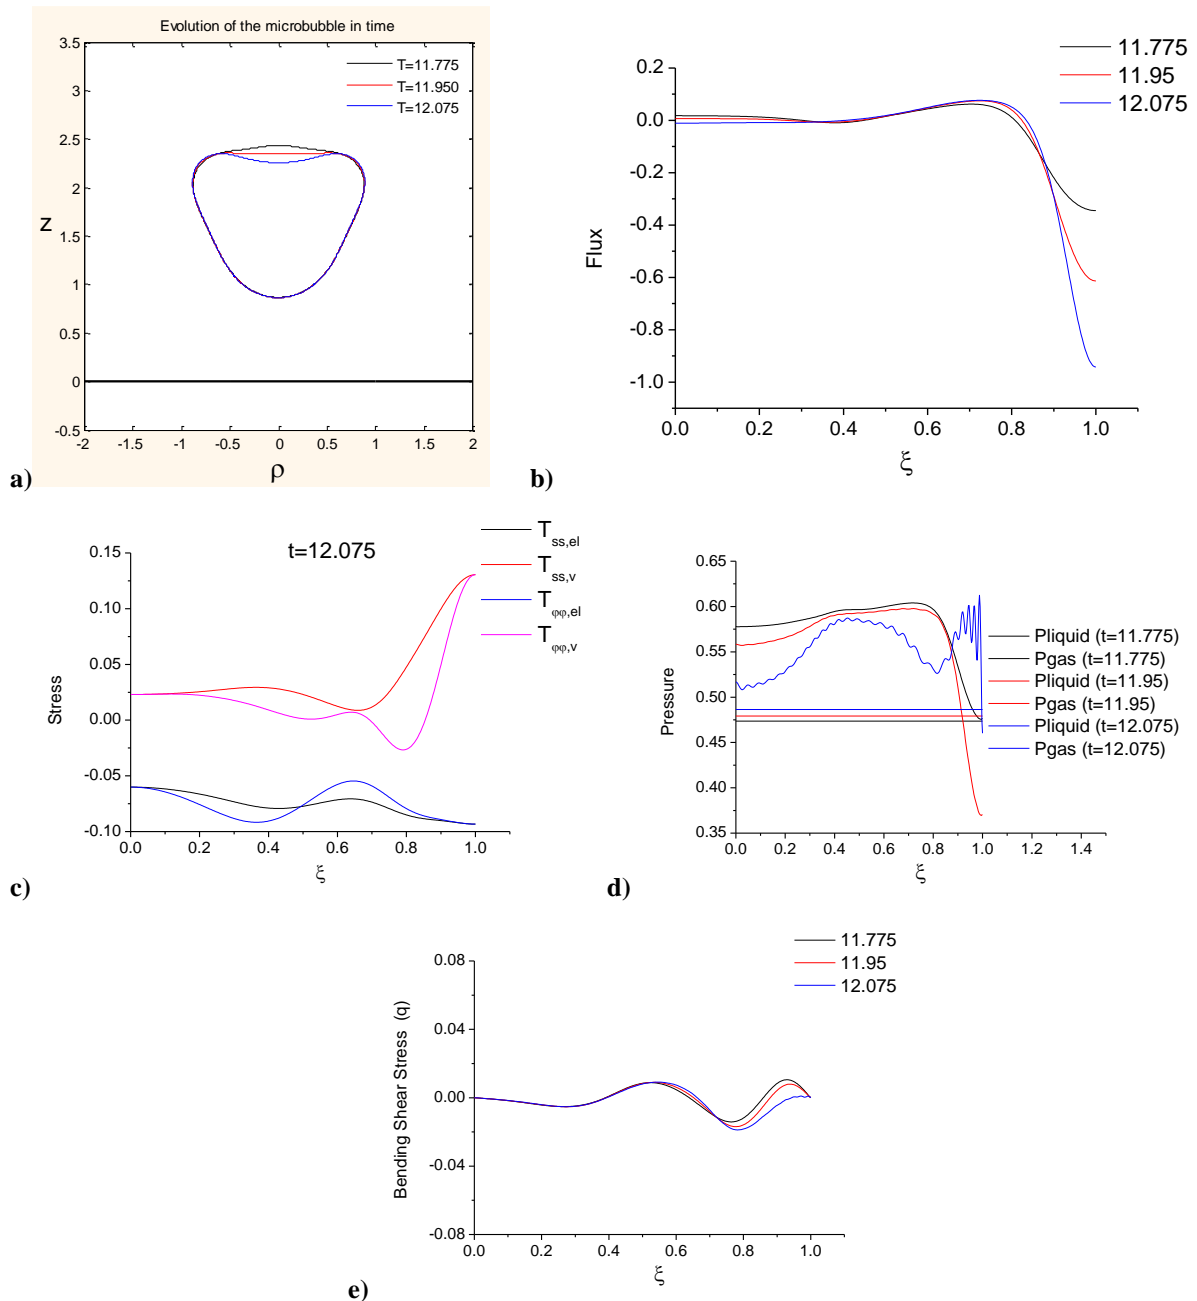 Evolution of the microbubble in time
3.5
3
2.5
2
1.5
1
0.5
0
-0.5
-2
-1.5
-1
-0.5
0
0.5
1
1.5
2
z
ρ
T=11.775
T=11.950
T=12.075
a)
11.775
11.95
12.075
0.2
0.0
-0.2
-0.4
-0.6
-0.8
-1.0
Flux
0.0
0.2
0.4
0.6
0.8
1.0
ξ
b)
t=12.075
T ss,el
T ss,v
T φφ,el
T φφ,v
0.15
0.10
0.05
0.00
-0.05
-0.10
Stress
0.0
0.2
0.4
0.6
0.8
1.0
ξ
c)
0.65
0.60
0.55
0.50
0.45
0.40
0.35
Pressure
Pliquid (t=11.775)
Pgas (t=11.775)
Pliquid (t=11.95)
Pgas (t=11.95)
Pliquid (t=12.075)
Pgas (t=12.075)
0.0
0.2
0.4
0.6
0.8
1.0
1.2
1.4
ξ
d)
11.775
11.95
12.075
0.08
0.04
0.00
-0.04
-0.08
Bending Shear Stress (q)
0.0
0.2
0.4
0.6
0.8
1.0
ξ
e)